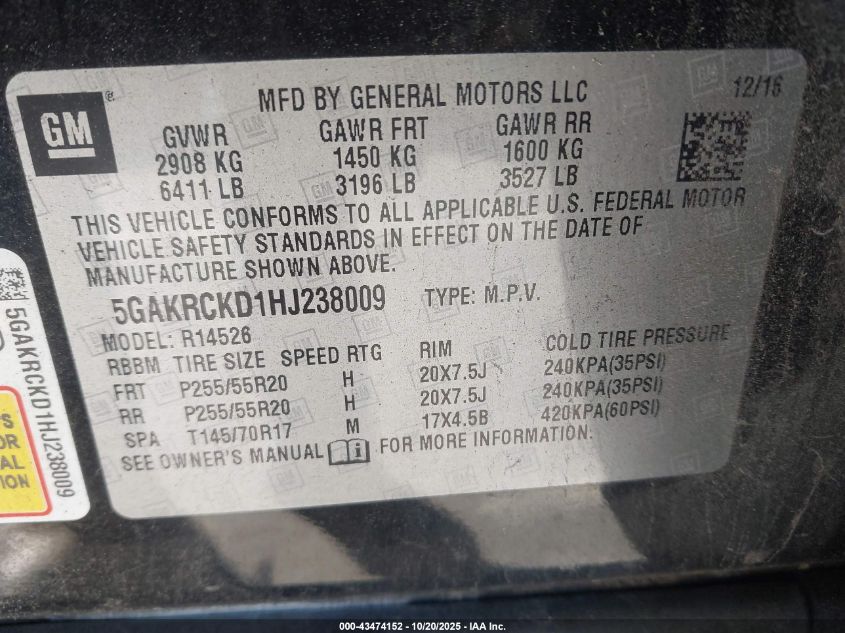 GM
MFD BY GENERAL MOTORS LLC
12/16
GVWR GAWR FRT GAWR RR
2908 KG 1450 KG 1600 KG
6411 LB 3196 LB 3527 LB
THIS VEHICLE CONFORMS TO ALL APPLICABLE U.S. FEDERAL MOTOR
VEHICLE SAFETY STANDARDS IN EFFECT ON THE DATE OF
MANUFACTURE SHOWN ABOVE.
5GAKRCKD1HJ238009 TYPE: M.P.V.
MODEL: R14526
RBBM TIRE SIZE SPEED RTG RIM COLD TIRE PRESSURE
FRT P255/55R20 H 20X7.5J 240KPA(35PSI)
RR P255/55R20 H 20X7.5J 240KPA(35PSI)
SPA T145/70R17 M 17X4.5B 420KPA(60PSI)
SEE OWNER'S MANUAL FOR MORE INFORMATION.
5GAKRCKD1HJ238009
000-43474152 - 10/20/2025 - IAA Inc.